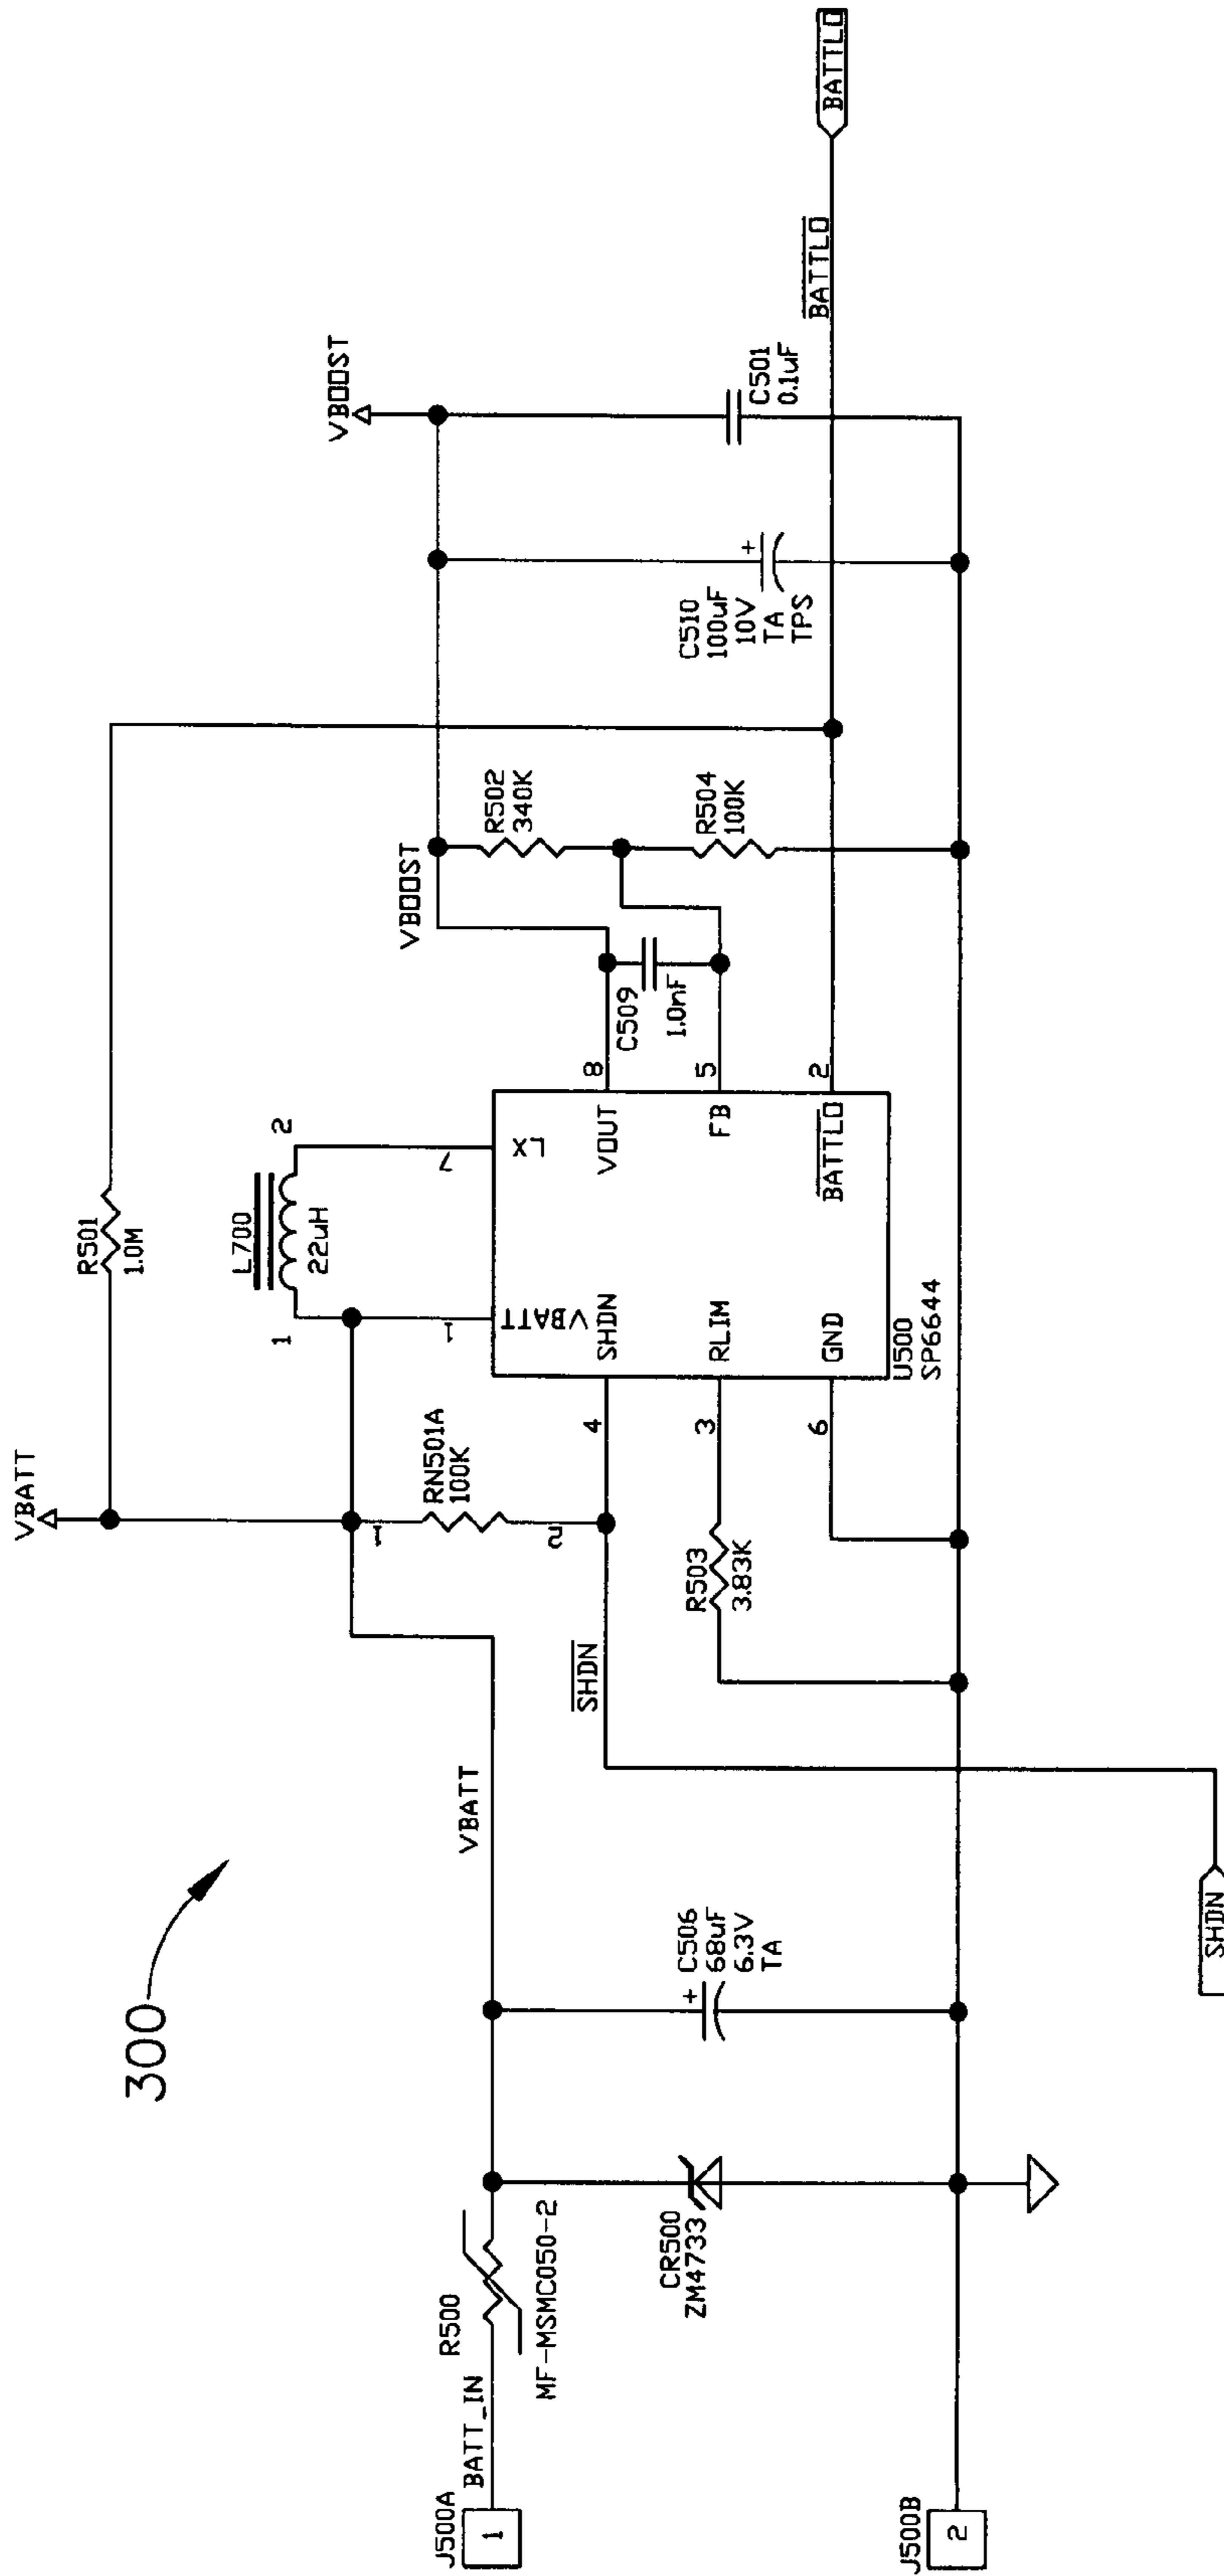 300
VBATT
R501
1.0M
L700
22uH
1
2
VBOOST
VBOOST
J500A
1
BATT_IN
R500
MF-MSMC050-2
VBATT
1
RN501A
100K
2
1
7
VBATT
LX
SHDN
VOUT
RLIM
FB
GND
BATTLO
4
3
6
8
5
2
U500
SP6644
SHDN
R503
3.83K
C509
1.0nF
R502
340K
R504
100K
C510
100uF
10V
TA
TPS
C501
0.1uF
BATTLO
BATTLO
CR500
ZM4733
C506
+
68uF
6.3V
TA
+
J500B
2
SHDN